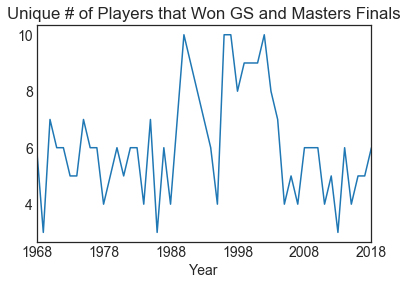 Unique # of Players that Won GS and Masters Finals
10
8
6
4
1968 1978 1988 1998 2008 2018
Year